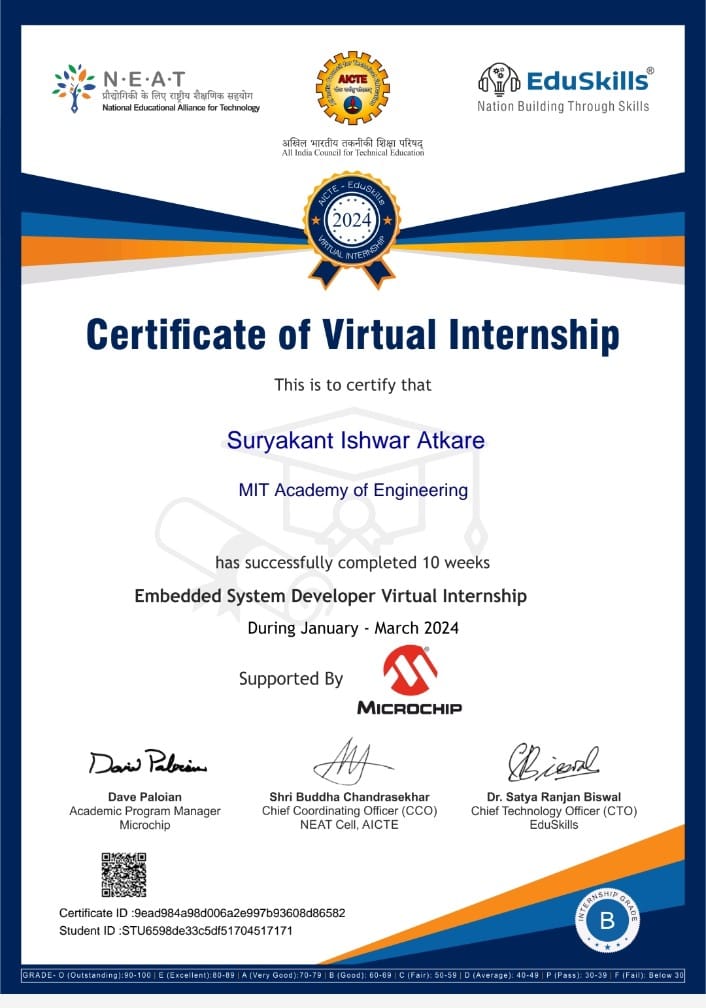 N·E·A·T
प्रौद्योगिकी के लिए राष्ट्रीय शैक्षणिक सहयोग
National Educational Alliance for Technology
AICTE
अखिल भारतीय तकनीकी शिक्षा परिषद्
All India Council for Technical Education
EduSkills®
Nation Building Through Skills
AICTE - EduSkills
2024
VIRTUAL INTERNSHIP
Certificate of Virtual Internship
This is to certify that
Suryakant Ishwar Atkare
MIT Academy of Engineering
has successfully completed 10 weeks
Embedded System Developer Virtual Internship
During January - March 2024
Supported By
MICROCHIP
Dave Paloian
Academic Program Manager
Microchip
Shri Buddha Chandrasekhar
Chief Coordinating Officer (CCO)
NEAT Cell, AICTE
Dr. Satya Ranjan Biswal
Chief Technology Officer (CTO)
EduSkills
Certificate ID :9ead984a98d006a2e997b93608d86582
Student ID :STU6598de33c5df51704517171
INTERNSHIP GRADE
B
GRADE- O (Outstanding):90-100 | E (Excellent):80-89 | A (Very Good):70-79 | B (Good): 60-69 | C (Fair): 50-59 | D (Average): 40-49 | P (Pass): 30-39 | F (Fail): Below 30